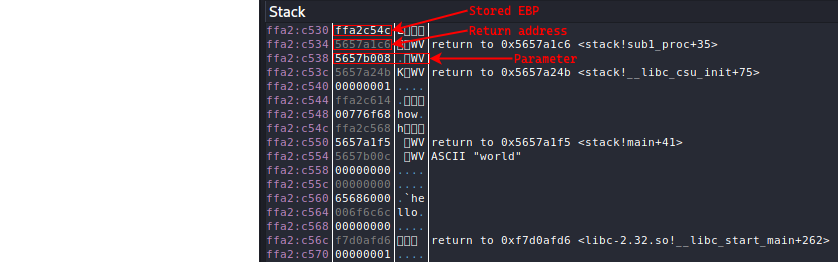 Stack
ffa2:c530 ffa2c54c L▯▯▯ Stored EBP
ffa2:c534 5657a1c6 ▯▯WV return to 0x5657a1c6 <stack!sub1_proc+35> Return address
ffa2:c538 5657b008 .▯WV Parameter
ffa2:c53c 5657a24b K▯WV return to 0x5657a24b <stack!__libc_csu_init+75>
ffa2:c540 00000001 ....
ffa2:c544 ffa2c614 .▯▯▯
ffa2:c548 00776f68 how.
ffa2:c54c ffa2c568 h▯▯▯
ffa2:c550 5657a1f5 ▯▯WV return to 0x5657a1f5 <stack!main+41>
ffa2:c554 5657b00c ▯WV ASCII "world"
ffa2:c558 00000000 ....
ffa2:c55c 00000000 ....
ffa2:c560 65686000 .`he
ffa2:c564 006f6c6c llo.
ffa2:c568 00000000 ....
ffa2:c56c f7d0afd6 ▯▯▯ return to 0xf7d0afd6 <libc-2.32.so!__libc_start_main+262>
ffa2:c570 00000001 ....